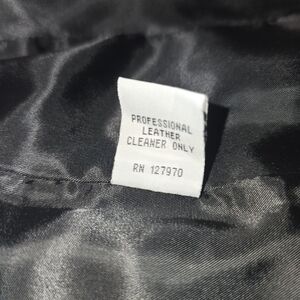 PROFESSIONAL
LEATHER
CLEANER ONLY
RN 127970